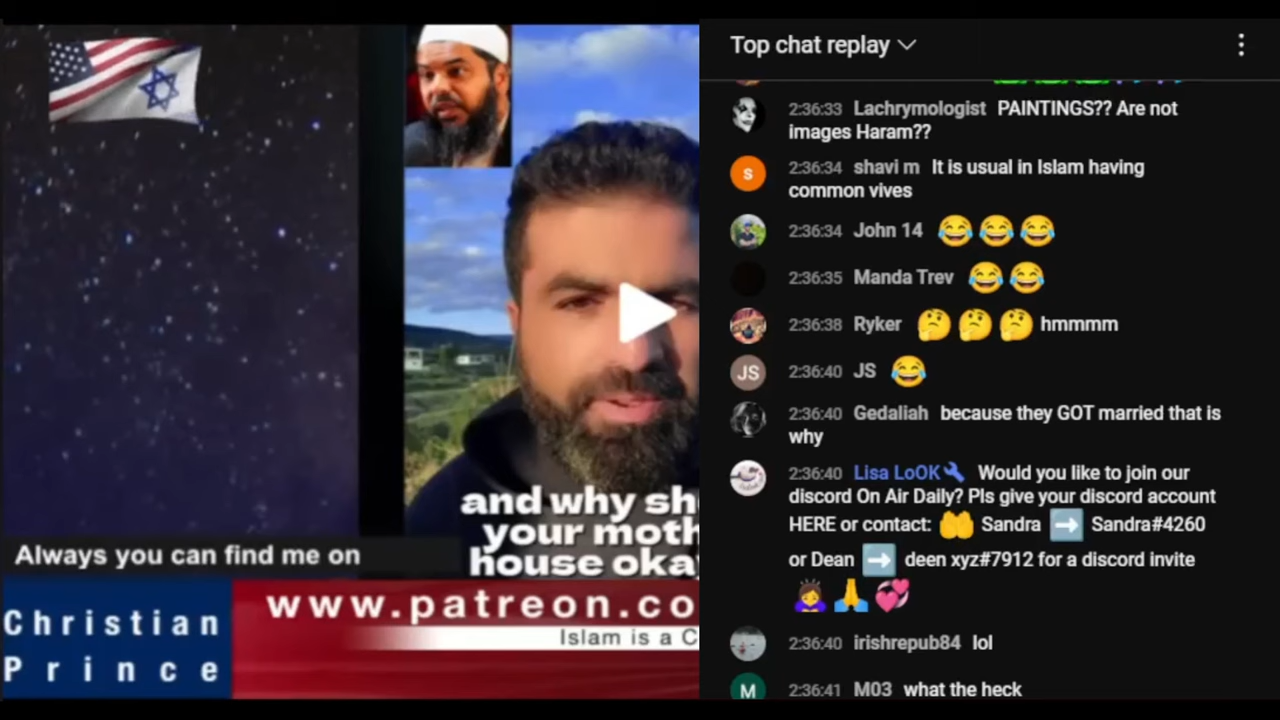 Top chat replay
2:36:33 Lachrymologist PAINTINGS?? Are not
images Haram??
S
2:36:34 shavi m It is usual in Islam having
common vives
2:36:34 John 14 😂😂😂
2:36:35 Manda Trev 😂😂
2:36:38 Ryker 🤔🤔🤔 hmmmm
JS
2:36:40 JS 😂
2:36:40 Gedaliah because they GOT married that is
why
2:36:40 Lisa LoOK🔧 Would you like to join our
discord On Air Daily? Pls give your discord account
HERE or contact: 🤲 Sandra ➡️ Sandra#4260
or Dean ➡️ deen xyz#7912 for a discord invite
🙇‍♀️🙏💞
2:36:40 irishrepub84 lol
M
2:36:41 M03 what the heck
and why sh
your moth
house oka
Always you can find me on
Christian
Prince
www.patreon.co
Islam is a C